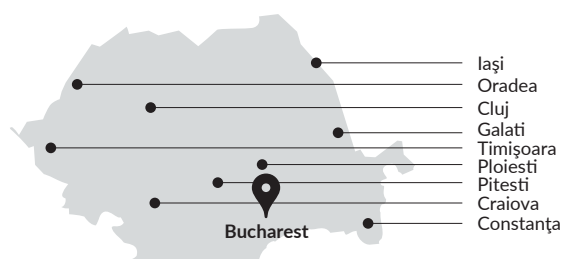 Iaşi
Oradea
Cluj
Galati
Timişoara
Ploiesti
Pitesti
Craiova
Constanţa
Bucharest